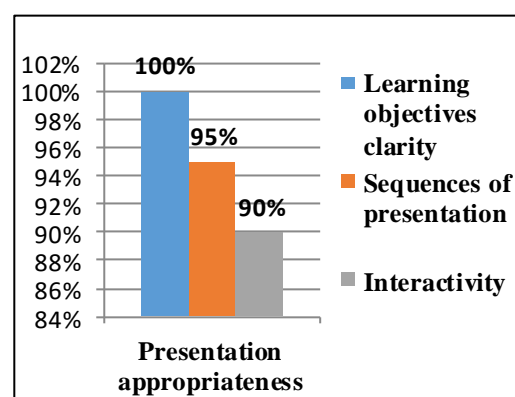 102%
100%
98%
96%
94%
92%
90%
88%
86%
84%
100%
95%
90%
Presentation
appropriateness
Learning
objectives
clarity
Sequences of
presentation
Interactivity